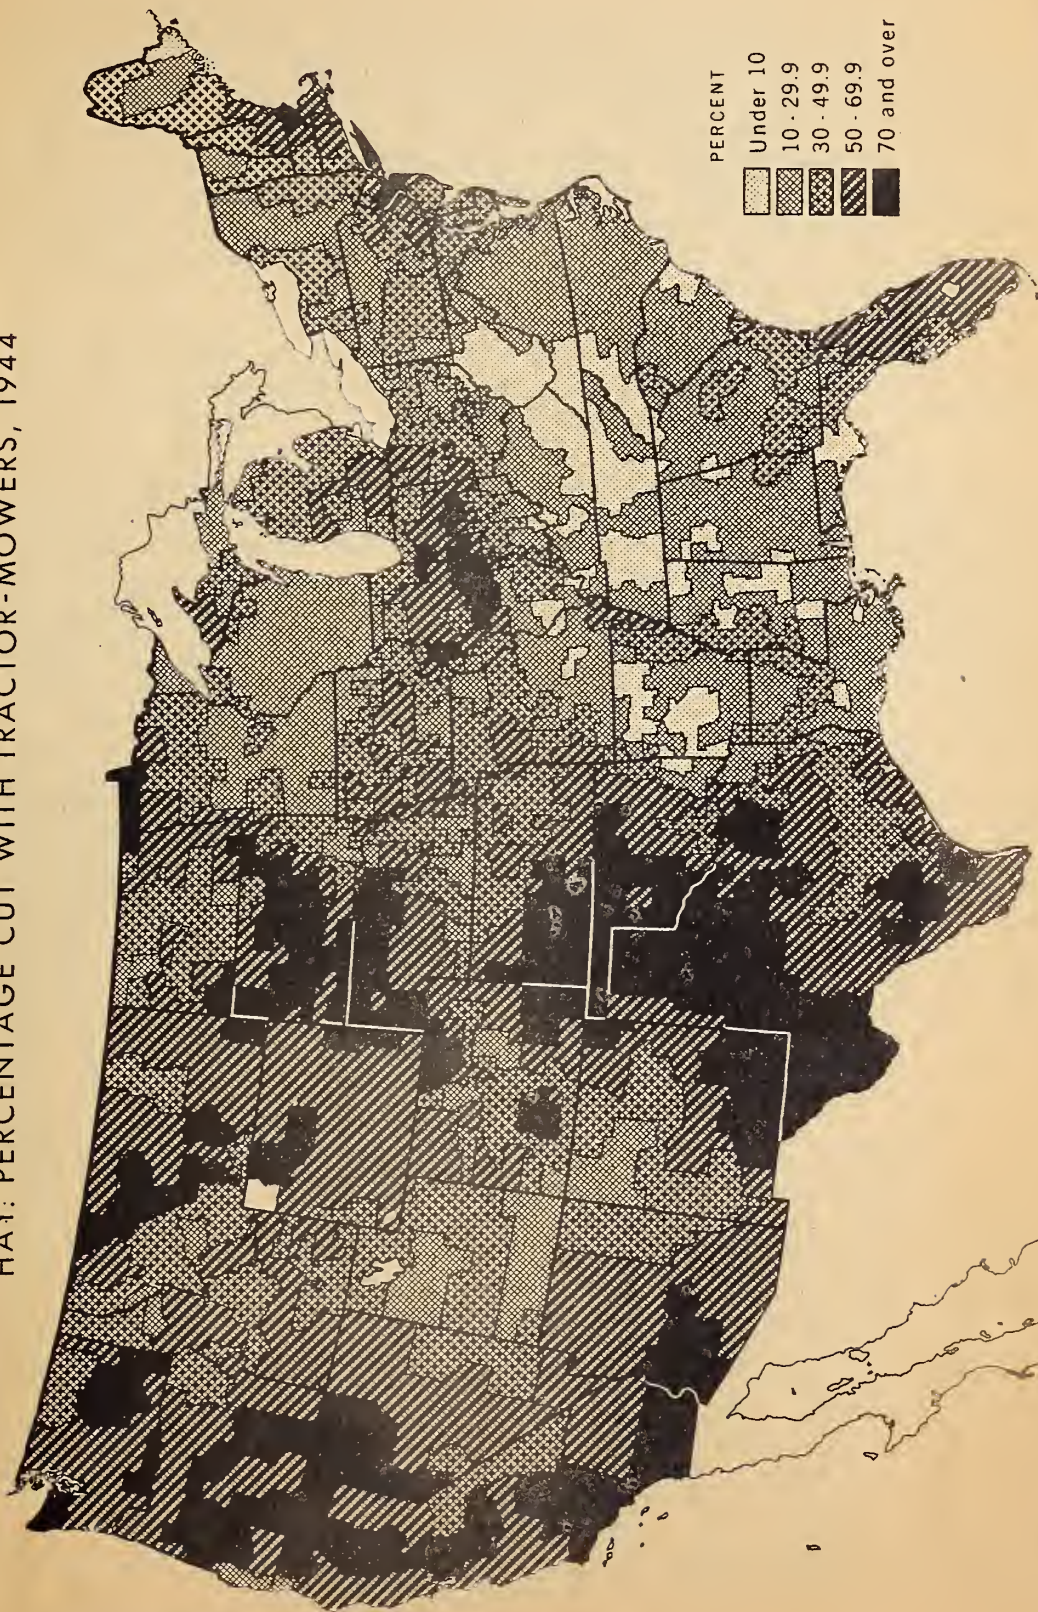 HAY: PERCENTAGE CUT WITH TRACTOR-MOWERS, 1944
PERCENT
Under 10
10 - 29.9
30 - 49.9
50 - 69.9
70 and over